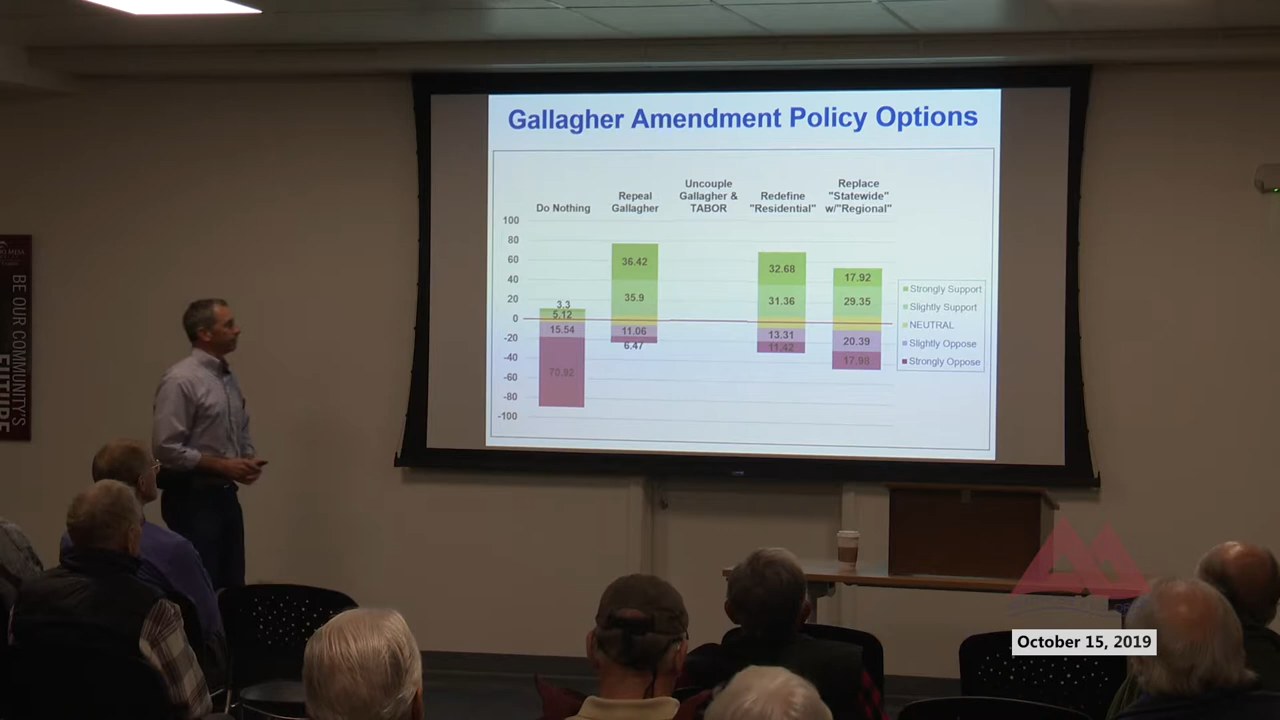 Gallagher Amendment Policy Options
Do Nothing
Repeal
Gallagher
Uncouple
Gallagher &
TABOR
Redefine
"Residential"
Replace
"Statewide"
w/"Regional"
100
80
60
40
20
0
-20
-40
-60
-80
-100
3.3
5.12
15.54
70.92
36.42
35.9
11.06
6.47
32.68
31.36
13.31
11.42
17.92
29.35
20.39
17.98
Strongly Support
Slightly Support
NEUTRAL
Slightly Oppose
Strongly Oppose
BE OUR COMMUNITY'S
FUTURE
October 15, 2019